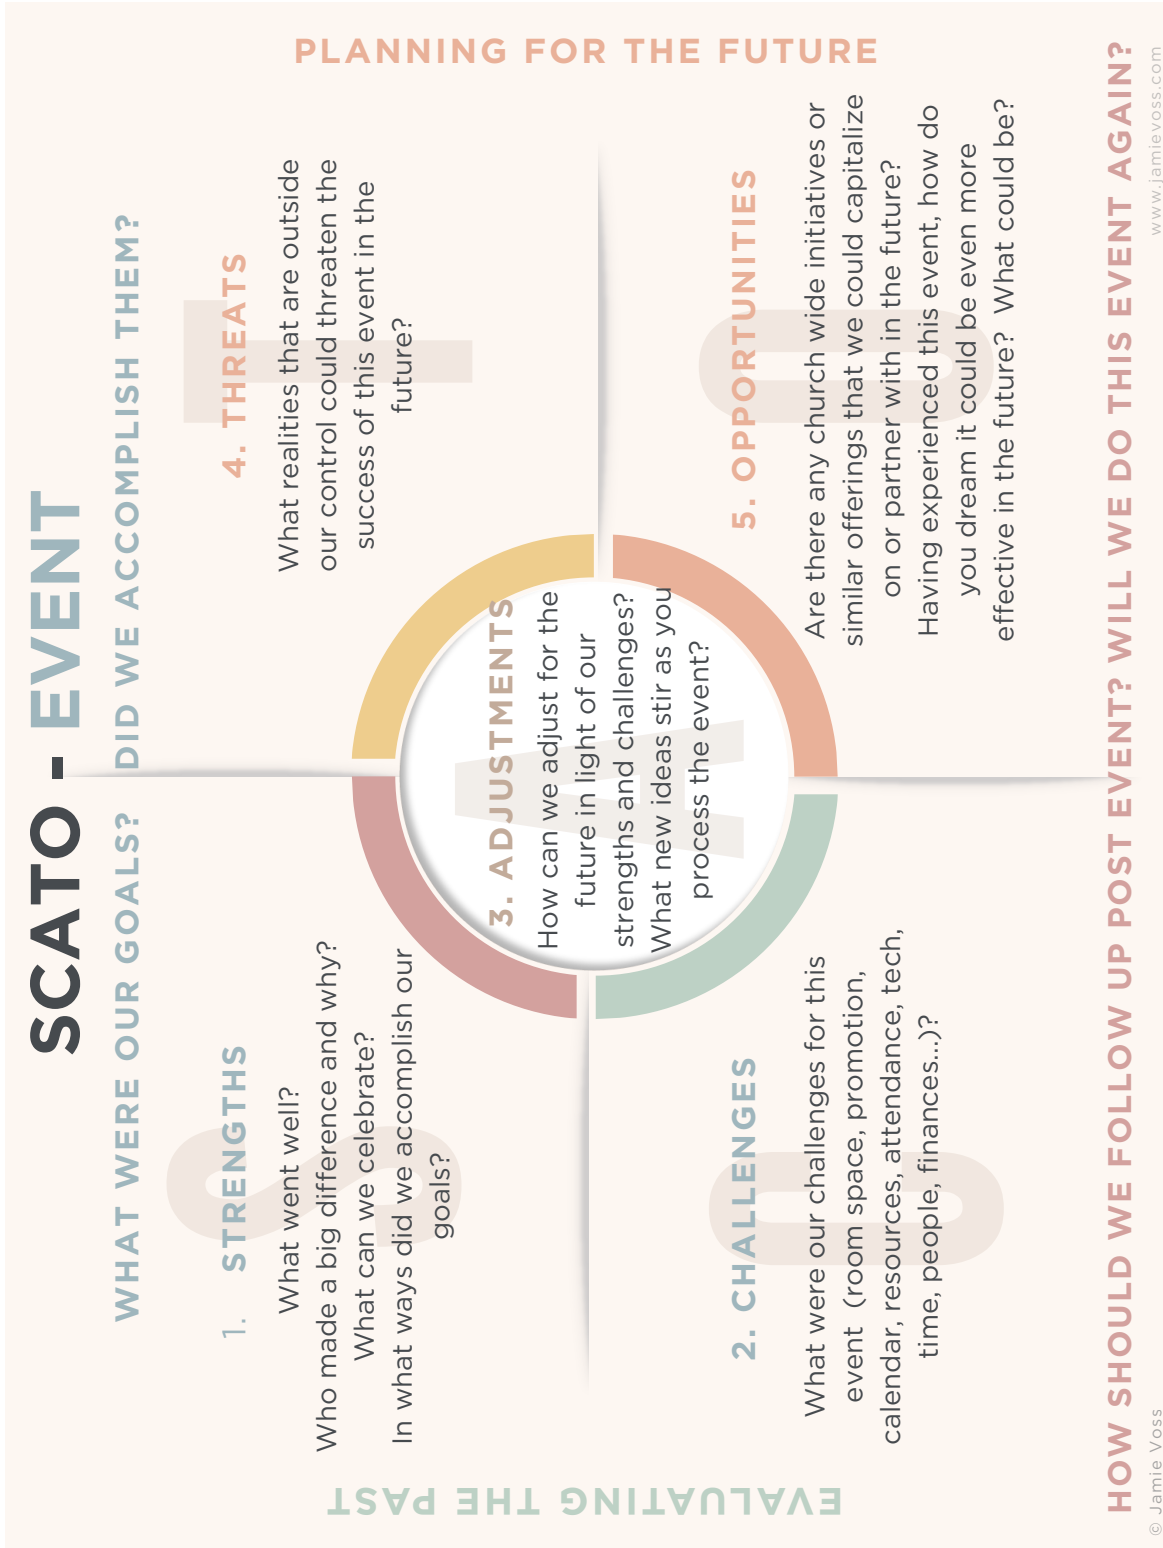 SCATO - EVENT
WHAT WERE OUR GOALS? DID WE ACCOMPLISH THEM?
EVALUATING THE PAST
1. STRENGTHS
What went well?
Who made a big difference and why?
What can we celebrate?
In what ways did we accomplish our
goals?
S
2. CHALLENGES
What were our challenges for this
event (room space, promotion,
calendar, resources, attendance, tech,
time, people, finances...)?
C
3. ADJUSTMENTS
How can we adjust for the
future in light of our
strengths and challenges?
What new ideas stir as you
process the event?
A
4. THREATS
What realities that are outside
our control could threaten the
success of this event in the
future?
T
5. OPPORTUNITIES
Are there any church wide initiatives or
similar offerings that we could capitalize
on or partner with in the future?
Having experienced this event, how do
you dream it could be even more
effective in the future? What could be?
O
PLANNING FOR THE FUTURE
HOW SHOULD WE FOLLOW UP POST EVENT? WILL WE DO THIS EVENT AGAIN?
© Jamie Voss
www.jamievoss.com